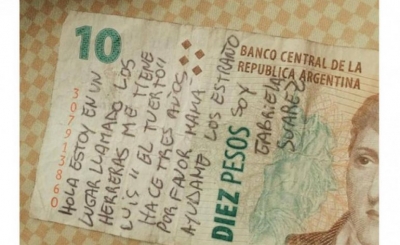 10
BANCO CENTRAL DE LA
REPUBLICA ARGENTINA
307913860
HOLA ESTOY EN UN
LUGAR LLAMADO LOS
HERRERAS ME TIENE
LUIS "EL TUERTO"
HACE TRES AÑOS
POR FAVOR MAMA
AYUDAME LOS ESTRAÑO
SOY
GABRIELA
SUAREZ
DIEZ PESOS